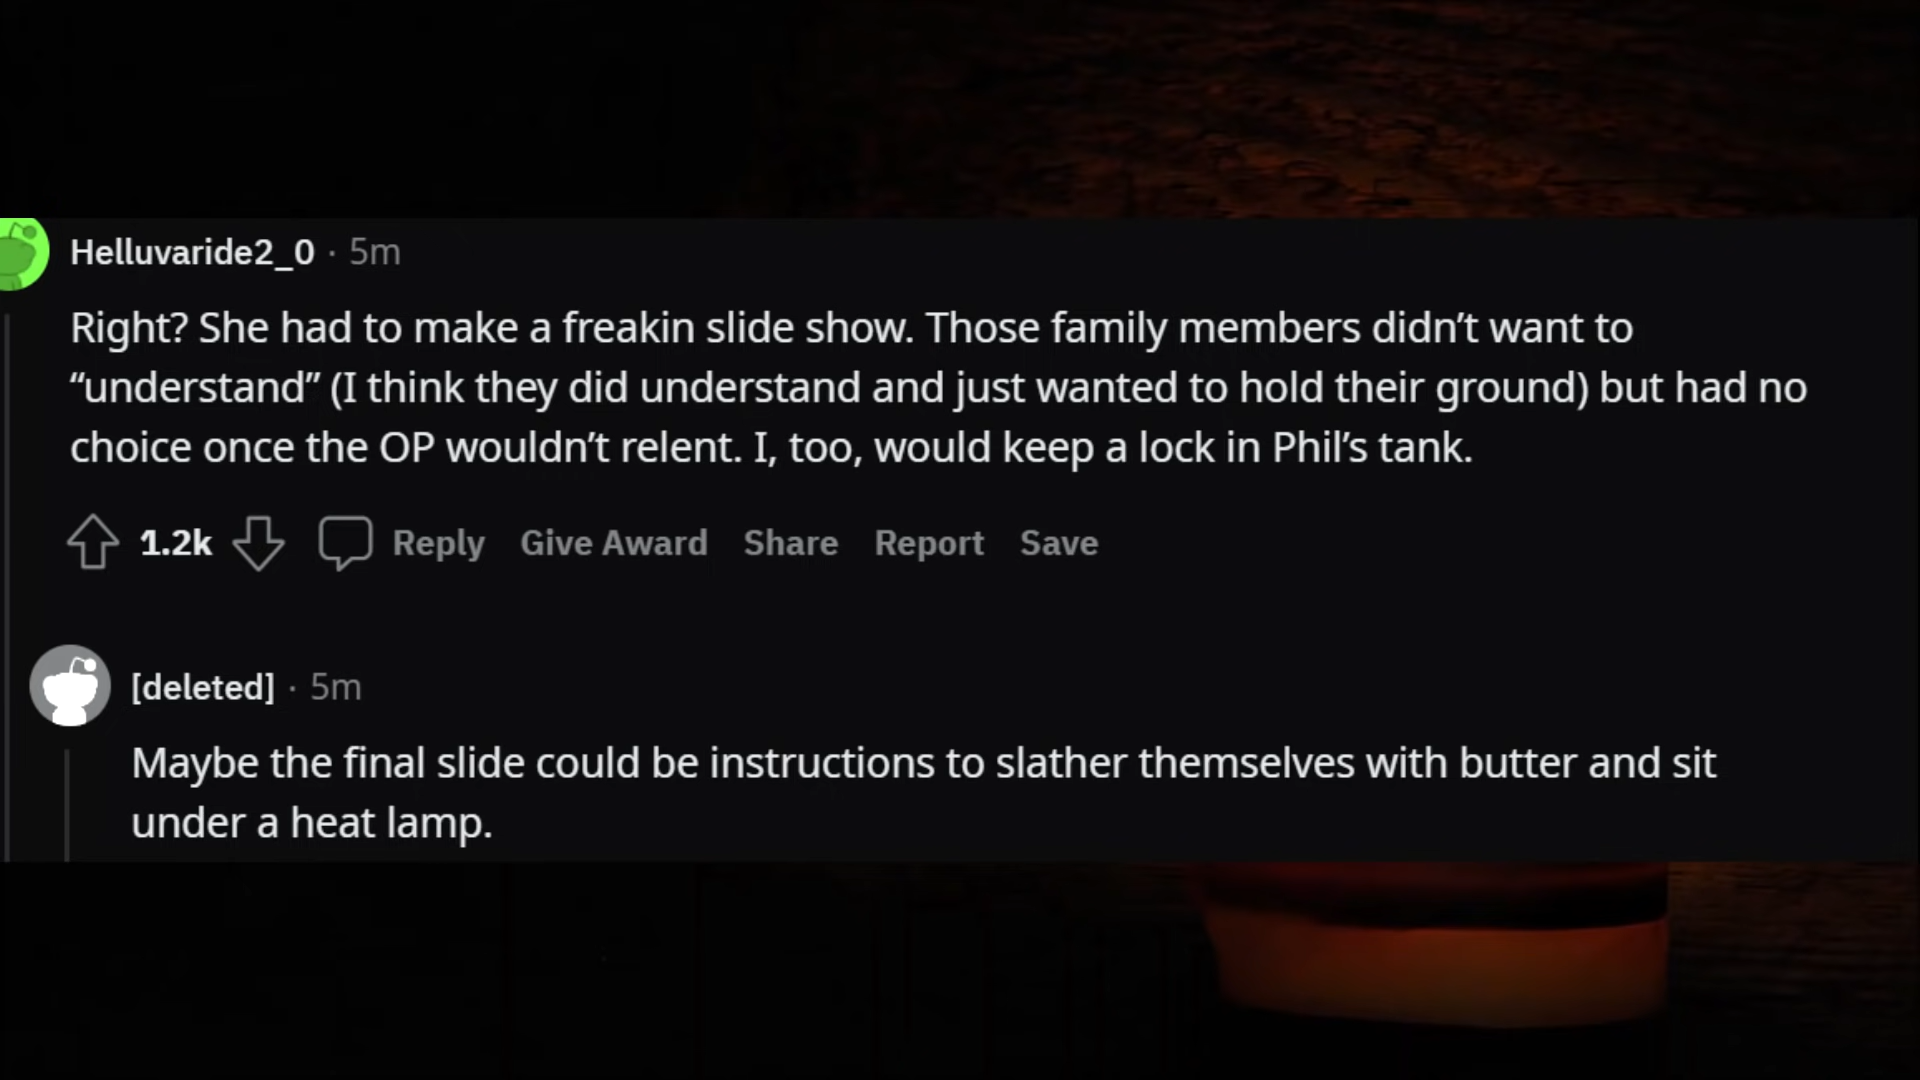 Helluvaride2_0 · 5m
Right? She had to make a freakin slide show. Those family members didn’t want to
“understand” (I think they did understand and just wanted to hold their ground) but had no
choice once the OP wouldn’t relent. I, too, would keep a lock in Phil’s tank.
1.2k Reply Give Award Share Report Save
[deleted] · 5m
Maybe the final slide could be instructions to slather themselves with butter and sit
under a heat lamp.